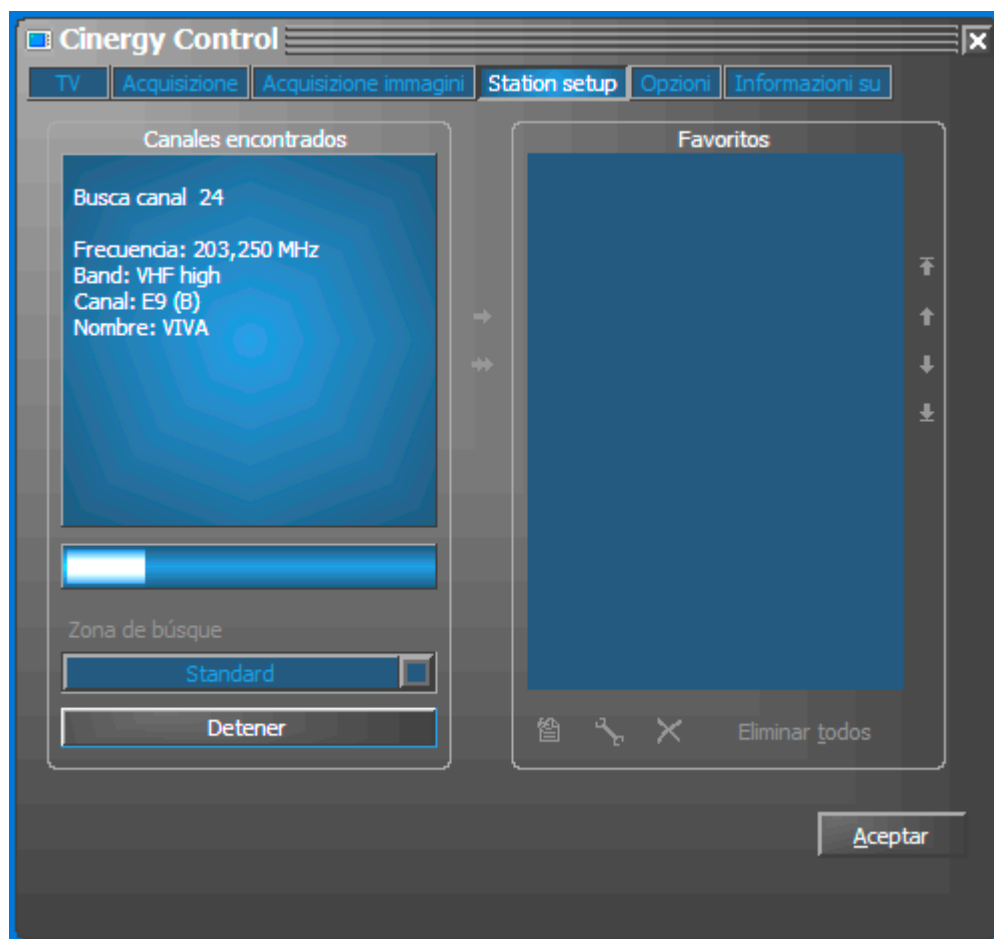 Cinergy Control
TV Acquisizione Acquisizione immagini Station setup Opzioni Informazioni su
Canales encontrados
Busca canal 24
Frecuencia: 203,250 MHz
Band: VHF high
Canal: E9 (B)
Nombre: VIVA
Zona de búsque
Standard
Detener
Favoritos
Eliminar todos
Aceptar